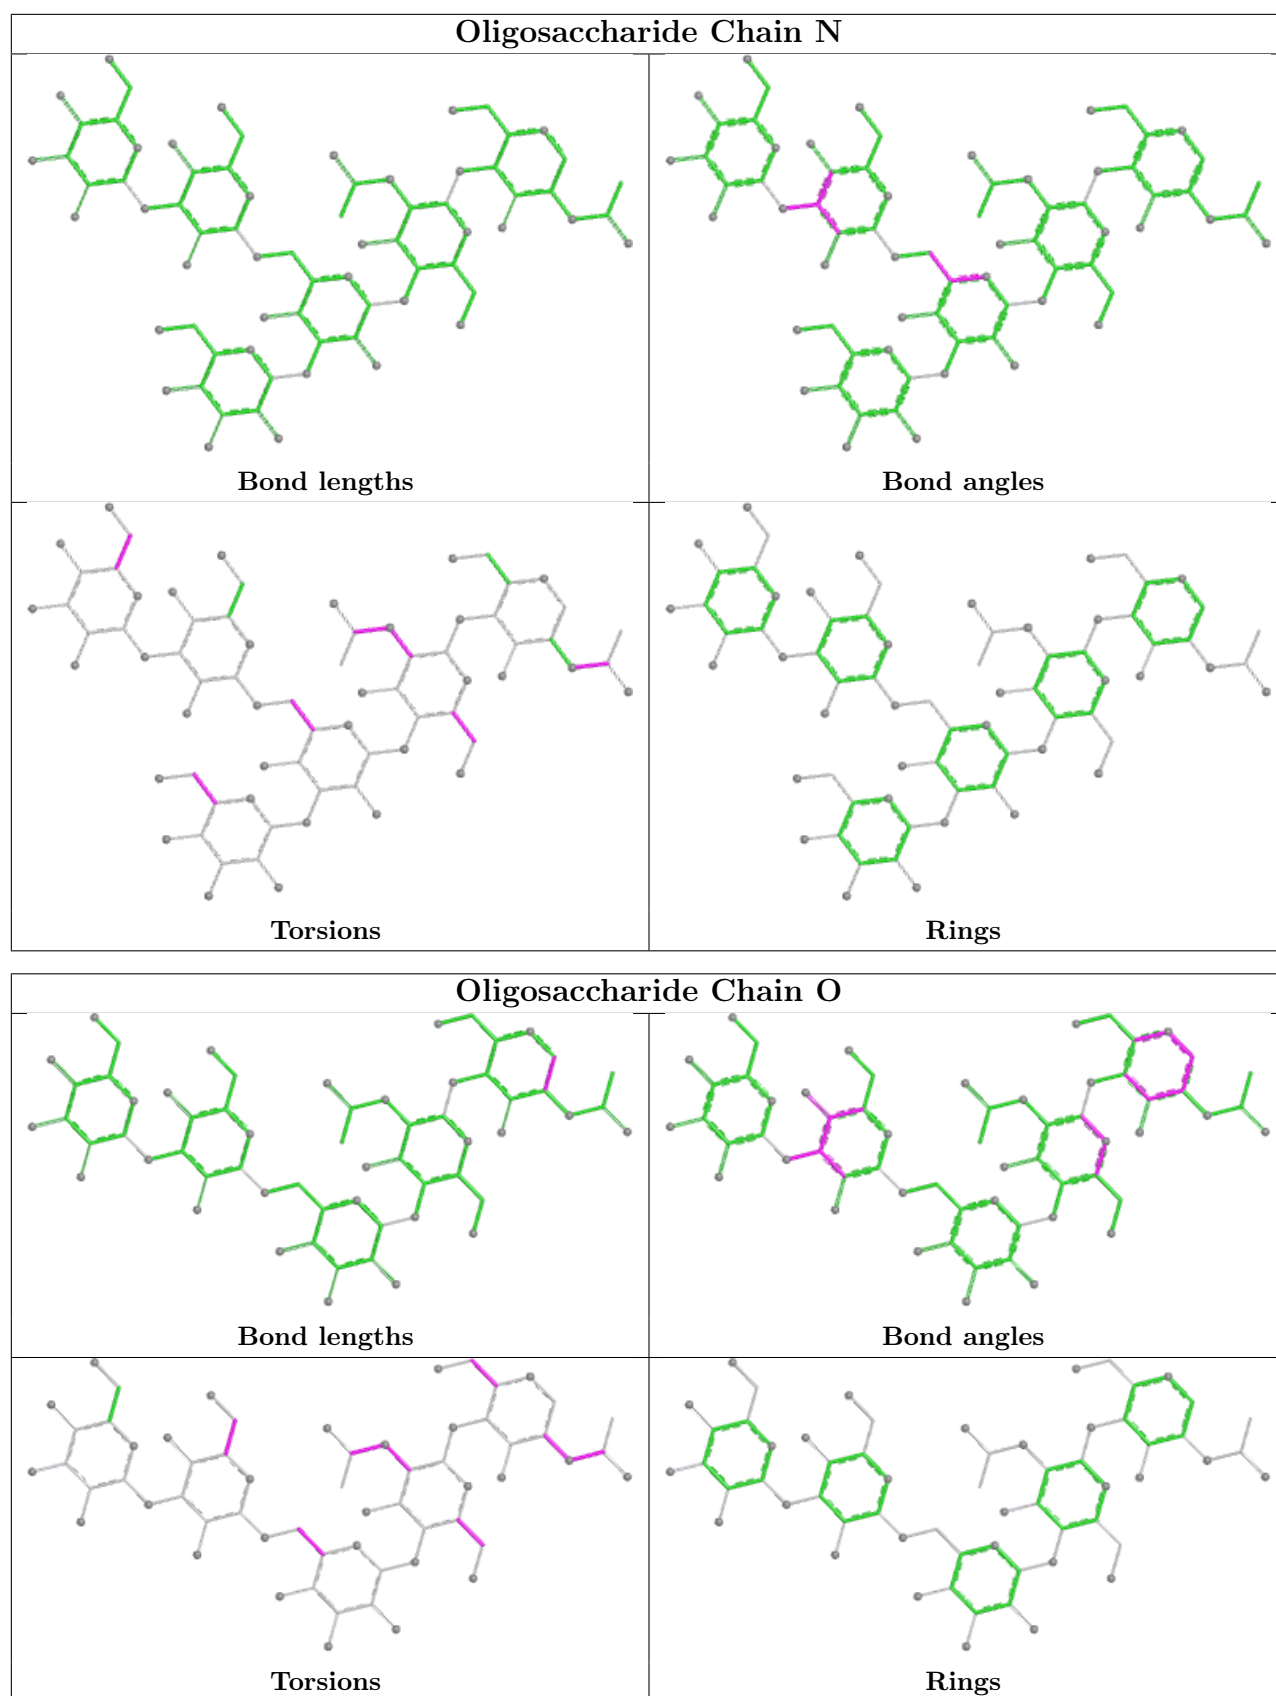 Oligosaccharide Chain N
Bond lengths
Bond angles
Torsions
Rings
Oligosaccharide Chain O
Bond lengths
Bond angles
Torsions
Rings